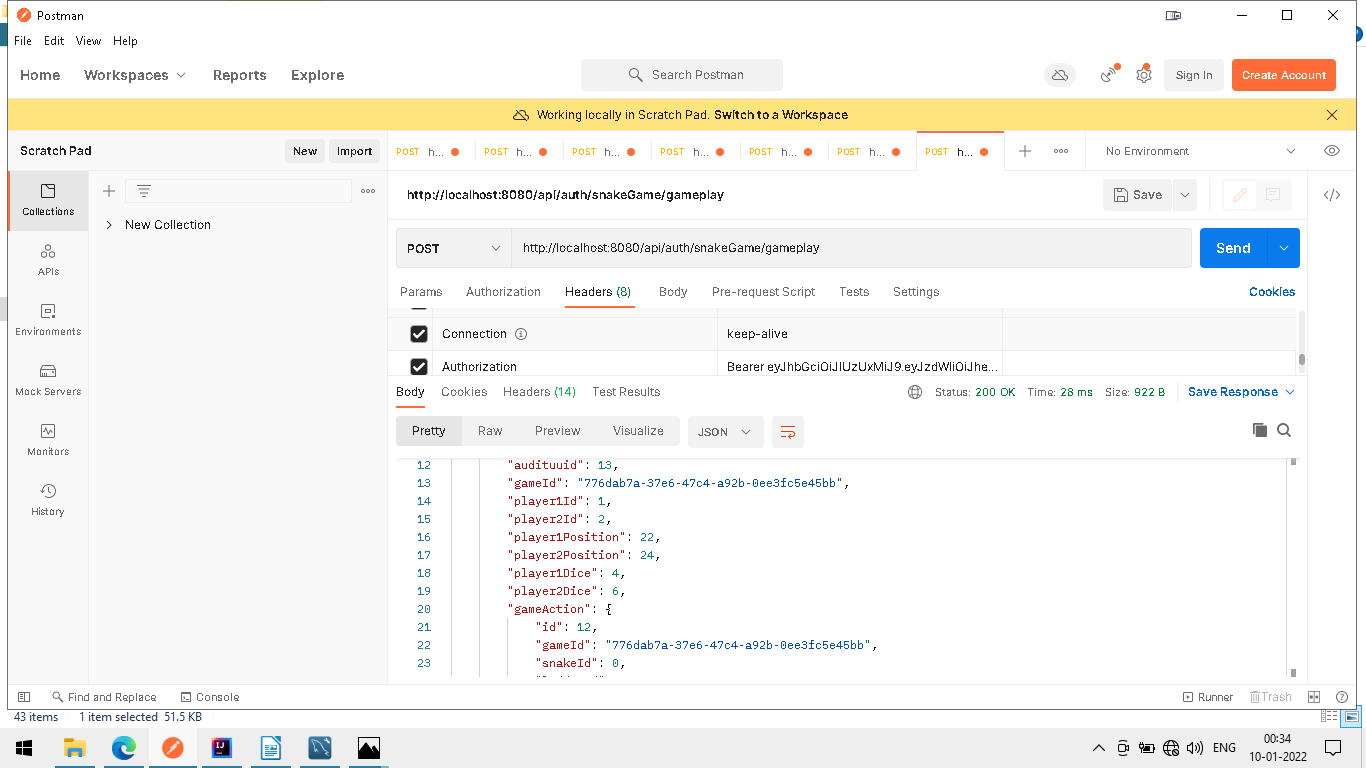 Postman
File Edit View Help
Home Workspaces Reports Explore Search Postman Sign In Create Account
Working locally in Scratch Pad. Switch to a Workspace
Scratch Pad New Import
POST h... POST h... POST h... POST h... POST h... POST h... POST h... No Environment
http://localhost:8080/api/auth/snakeGame/gameplay Save
Collections
New Collection
APIs
Environments
Mock Servers
Monitors
History
POST http://localhost:8080/api/auth/snakeGame/gameplay Send
Params Authorization Headers (8) Body Pre-request Script Tests Settings Cookies
Connection keep-alive
Authorization Bearer eyJhbGciOiJIUzUxMiJ9.eyJzdWIiOiJhe...
Body Cookies Headers (14) Test Results Status: 200 OK Time: 28 ms Size: 922 B Save Response
Pretty Raw Preview Visualize JSON
12 "audituuid": 13,
13 "gameId": "776dab7a-37e6-47c4-a92b-0ee3fc5e45bb",
14 "player1Id": 1,
15 "player2Id": 2,
16 "player1Position": 22,
17 "player2Position": 24,
18 "player1Dice": 4,
19 "player2Dice": 6,
20 "gameAction": {
21 "id": 12,
22 "gameId": "776dab7a-37e6-47c4-a92b-0ee3fc5e45bb",
23 "snakeId": 0,
Find and Replace Console Runner Trash
43 items 1 item selected 51.5 KB
ENG 00:34
10-01-2022